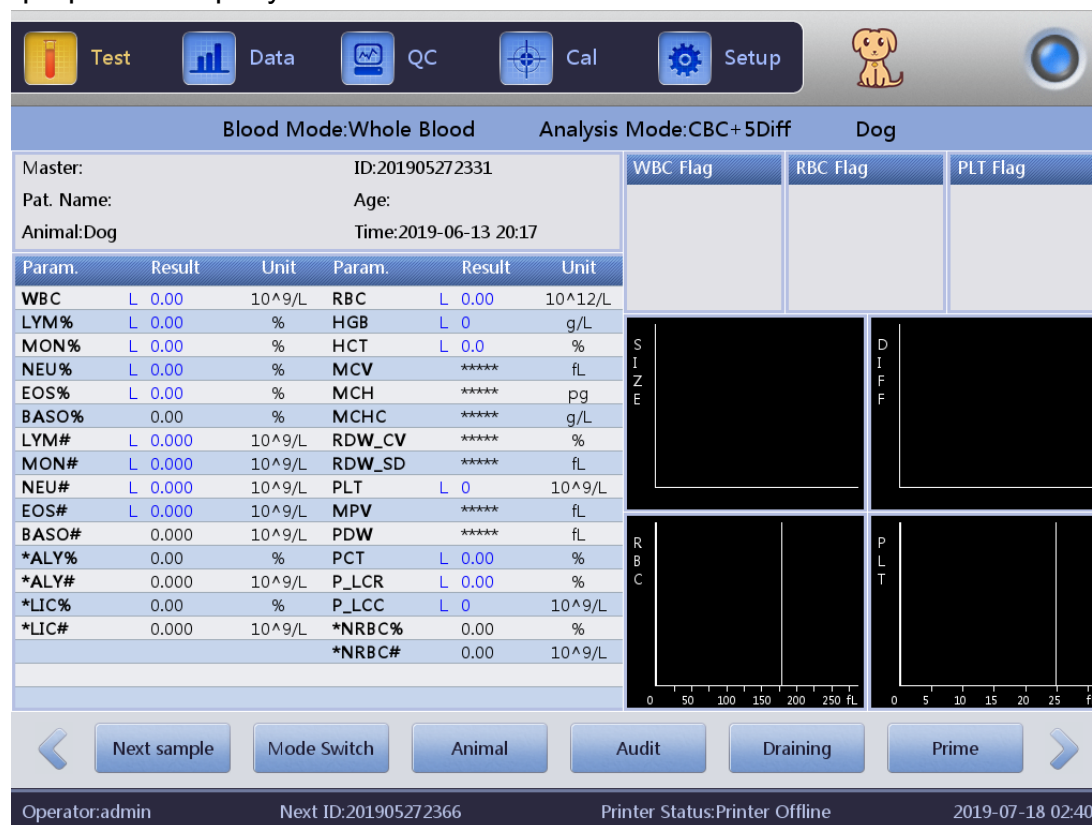 Test Data QC Cal Setup
Blood Mode:Whole Blood Analysis Mode:CBC+5Diff Dog
Master: ID:201905272331
Pat. Name: Age:
Animal:Dog Time:2019-06-13 20:17
WBC Flag RBC Flag PLT Flag
Param. Result Unit Param. Result Unit
WBC L 0.00 10^9/L RBC L 0.00 10^12/L
LYM% L 0.00 % HGB L 0 g/L
MON% L 0.00 % HCT L 0.0 %
NEU% L 0.00 % MCV ***** fL
EOS% L 0.00 % MCH ***** pg
BASO% 0.00 % MCHC ***** g/L
LYM# L 0.000 10^9/L RDW_CV ***** %
MON# L 0.000 10^9/L RDW_SD ***** fL
NEU# L 0.000 10^9/L PLT L 0 10^9/L
EOS# L 0.000 10^9/L MPV ***** fL
BASO# 0.000 10^9/L PDW ***** fL
*ALY% 0.00 % PCT L 0.00 %
*ALY# 0.000 10^9/L P_LCR L 0.00 %
*LIC% 0.00 % P_LCC L 0 10^9/L
*LIC# 0.000 10^9/L *NRBC% 0.00 %
*NRBC# 0.00 10^9/L
SIZE
DIFF
RBC
0 50 100 150 200 250 fL
PLT
0 5 10 15 20 25 f
Next sample Mode Switch Animal Audit Draining Prime
Operator:admin Next ID:201905272366 Printer Status:Printer Offline 2019-07-18 02:40